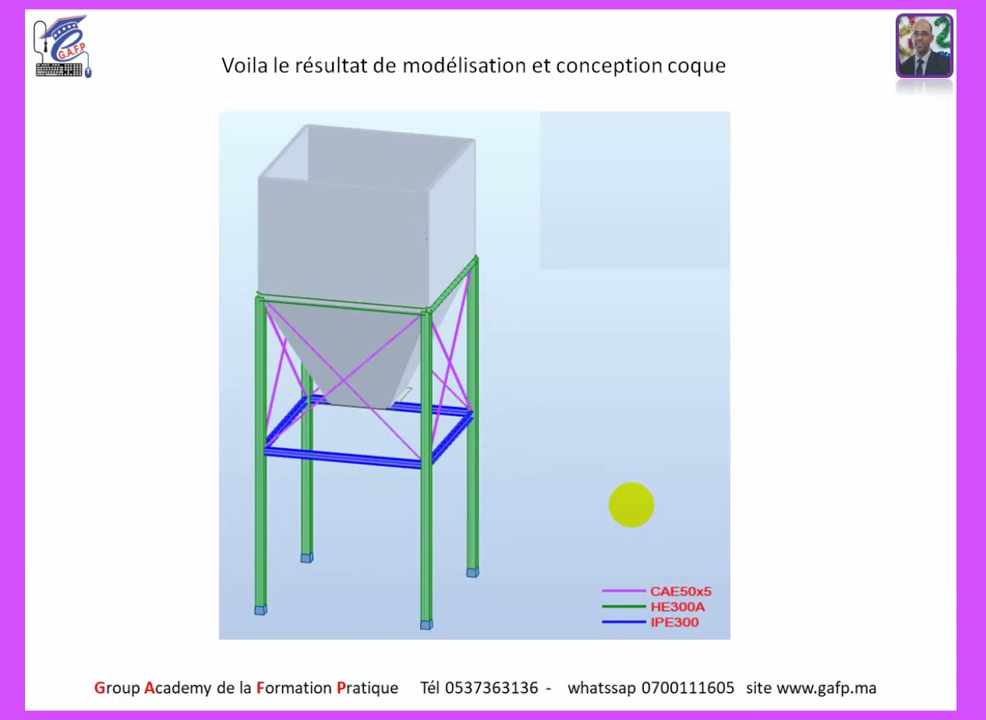 G.A.F.P
Voila le résultat de modélisation et conception coque
CAE50x5
HE300A
IPE300
Group Academy de la Formation Pratique Tél 0537363136 - whatssap 0700111605 site www.gafp.ma